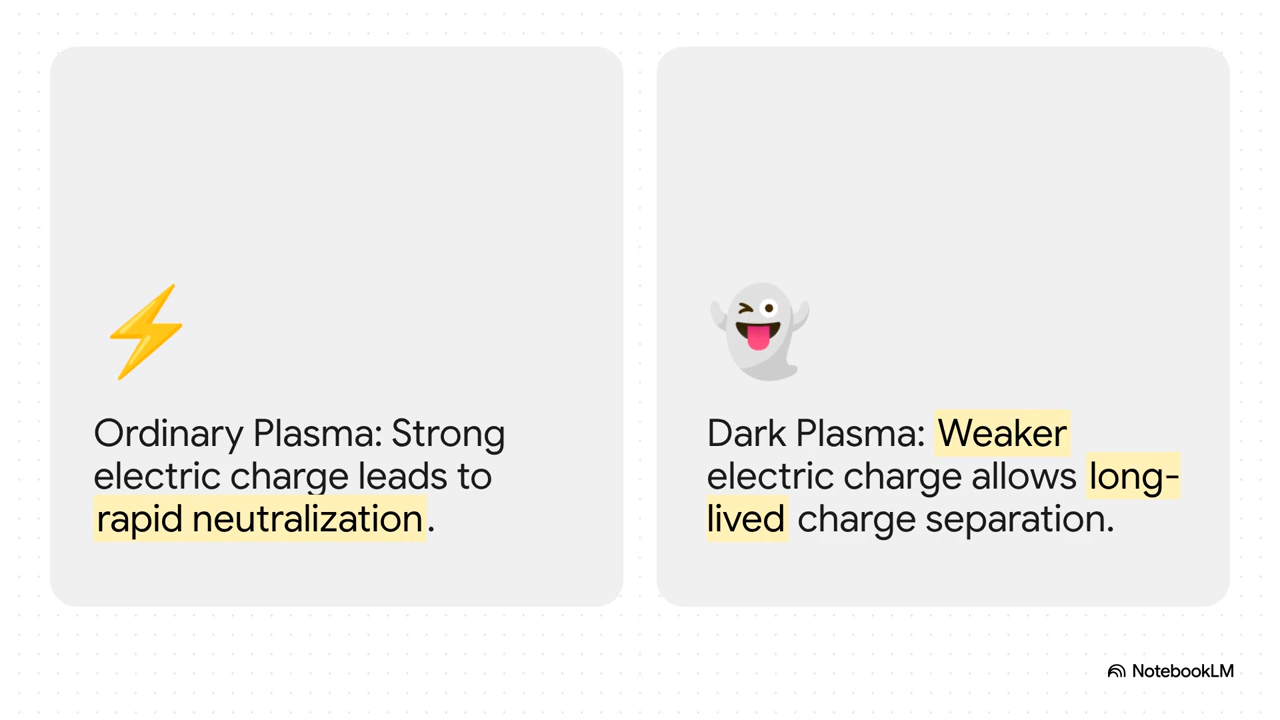 Ordinary Plasma: Strong
electric charge leads to
rapid neutralization.
Dark Plasma: Weaker
electric charge allows long-
lived charge separation.
NotebookLM